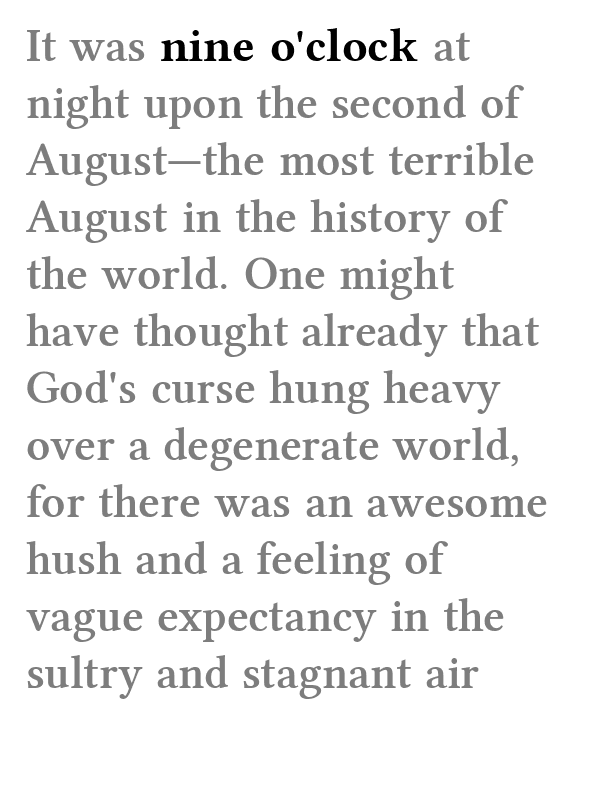 It was nine o'clock at
night upon the second of
August—the most terrible
August in the history of
the world. One might
have thought already that
God's curse hung heavy
over a degenerate world,
for there was an awesome
hush and a feeling of
vague expectancy in the
sultry and stagnant air